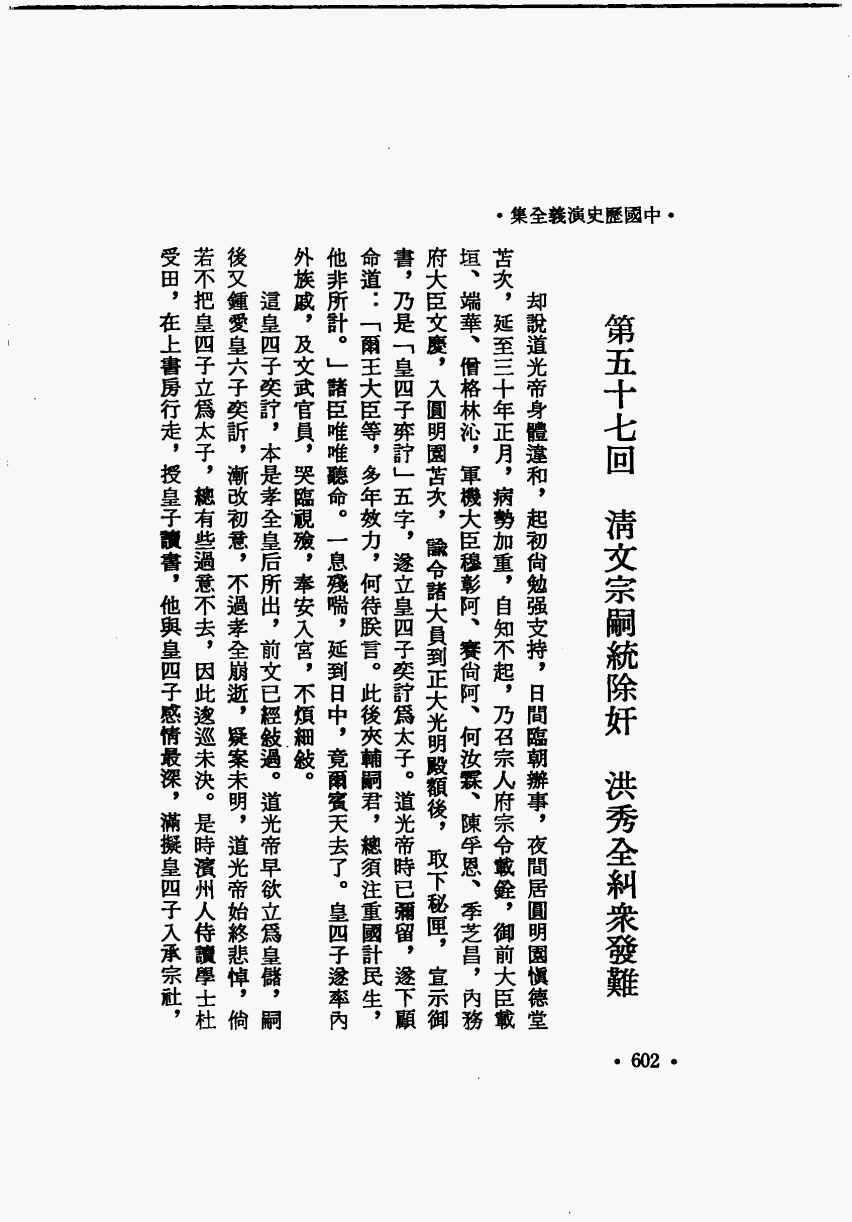 •中國歷史演義全集•
第五十七回　淸文宗嗣統除奸　洪秀全糾衆發難
却說道光帝身體違和，起初尙勉强支持，日間臨朝辦事，夜間居圓明園愼德堂
苫次，延至三十年正月，病勢加重，自知不起，乃召宗人府宗令載銓，御前大臣載
垣、端華、僧格林沁，軍機大臣穆彰阿、賽尙阿、何汝霖、陳孚恩、季芝昌，內務
府大臣文慶，入圓明園苫次，諭令諸大員到正大光明殿額後，取下秘匣，宣示御
書，乃是「皇四子奕詝」五字，遂立皇四子奕詝爲太子。道光帝時已彌留，遂下顧
命道：「爾王大臣等，多年效力，何待朕言。此後夾輔嗣君，總須注重國計民生，
他非所計。」諸臣唯唯聽命。一息殘喘，延到日中，竟爾賓天去了。皇四子遂率內
外族戚，及文武官員，哭臨視殮，奉安入宮，不煩細敍。
這皇四子奕詝，本是孝全皇后所出，前文已經敍過。道光帝早欲立爲皇儲，嗣
後又鍾愛皇六子奕訢，漸改初意，不過孝全崩逝，疑案未明，道光帝始終悲悼，倘
若不把皇四子立爲太子，總有些過意不去，因此逡巡未決。是時濱州人侍讀學士杜
受田，在上書房行走，授皇子讀書，他與皇四子感情最深，滿擬皇四子入承宗社，
• 602 •